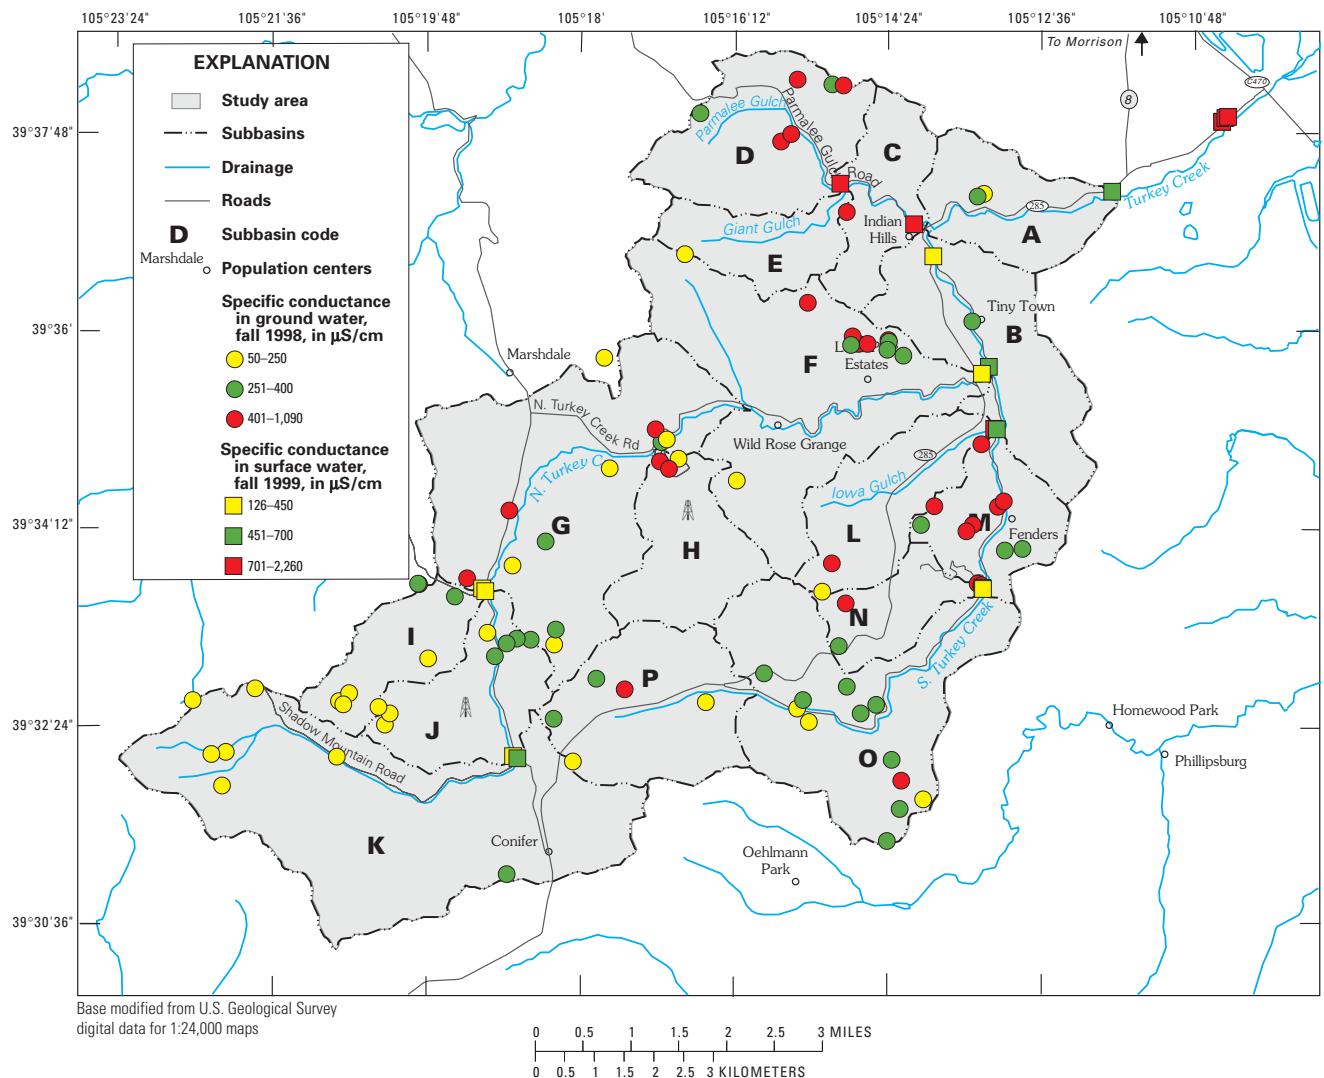 105°23'24" 105°21'36" 105°19'48" 105°18' 105°16'12" 105°14'24" 105°12'36" 105°10'48"
39°37'48"
39°36'
39°34'12"
39°32'24"
39°30'36"
EXPLANATION
Study area
Subbasins
Drainage
Roads
D Subbasin code
Marshdale Population centers
Specific conductance
in ground water,
fall 1998, in µS/cm
50–250
251–400
401–1,090
Specific conductance
in surface water,
fall 1999, in µS/cm
126–450
451–700
701–2,260
To Morrison
8
C470
Parmalee Gulch
Parmalee Gulch Road
D
C
Turkey Creek
285
A
Indian
Hills
Giant Gulch
E
Tiny Town
B
Marshdale
F
Estates
N. Turkey Creek Rd
Wild Rose Grange
N. Turkey C
285
Iowa Gulch
G
H
L
M
Fenders
N
I
P
S. Turkey Creek
J
Shadow Mountain Road
O
Homewood Park
Phillipsburg
K
Conifer
Oehlmann
Park
Base modified from U.S. Geological Survey
digital data for 1:24,000 maps
0 0.5 1 1.5 2 2.5 3 MILES
0 0.5 1 1.5 2 2.5 3 KILOMETERS